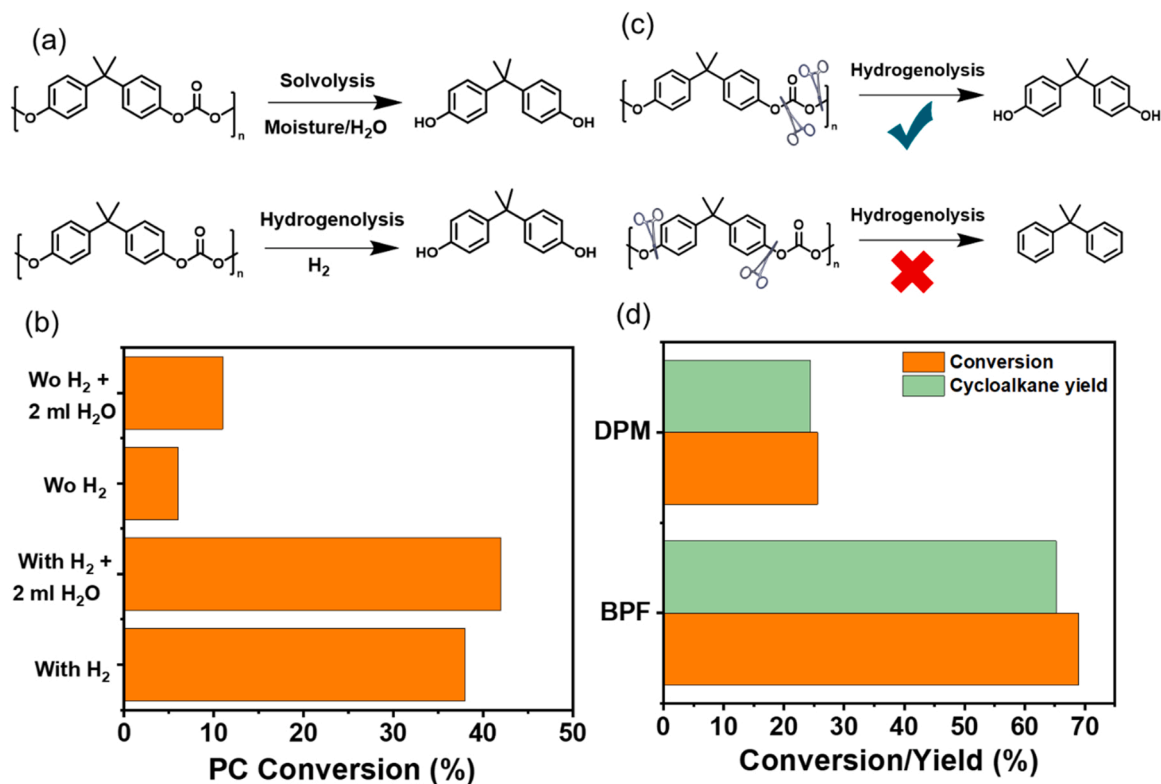 (a)
Solvolysis
Moisture/H₂O
O
O
O
O
n
HO
OH
Hydrogenolysis
H₂
O
O
O
O
n
HO
OH
(c)
Hydrogenolysis
O
O
O
O
n
HO
OH
Hydrogenolysis
O
O
O
O
n
(b)
Wo H₂ +
2 ml H₂O
Wo H₂
With H₂ +
2 ml H₂O
With H₂
0 10 20 30 40 50
PC Conversion (%)
(d)
Conversion
Cycloalkane yield
DPM
BPF
0 10 20 30 40 50 60 70
Conversion/Yield (%)